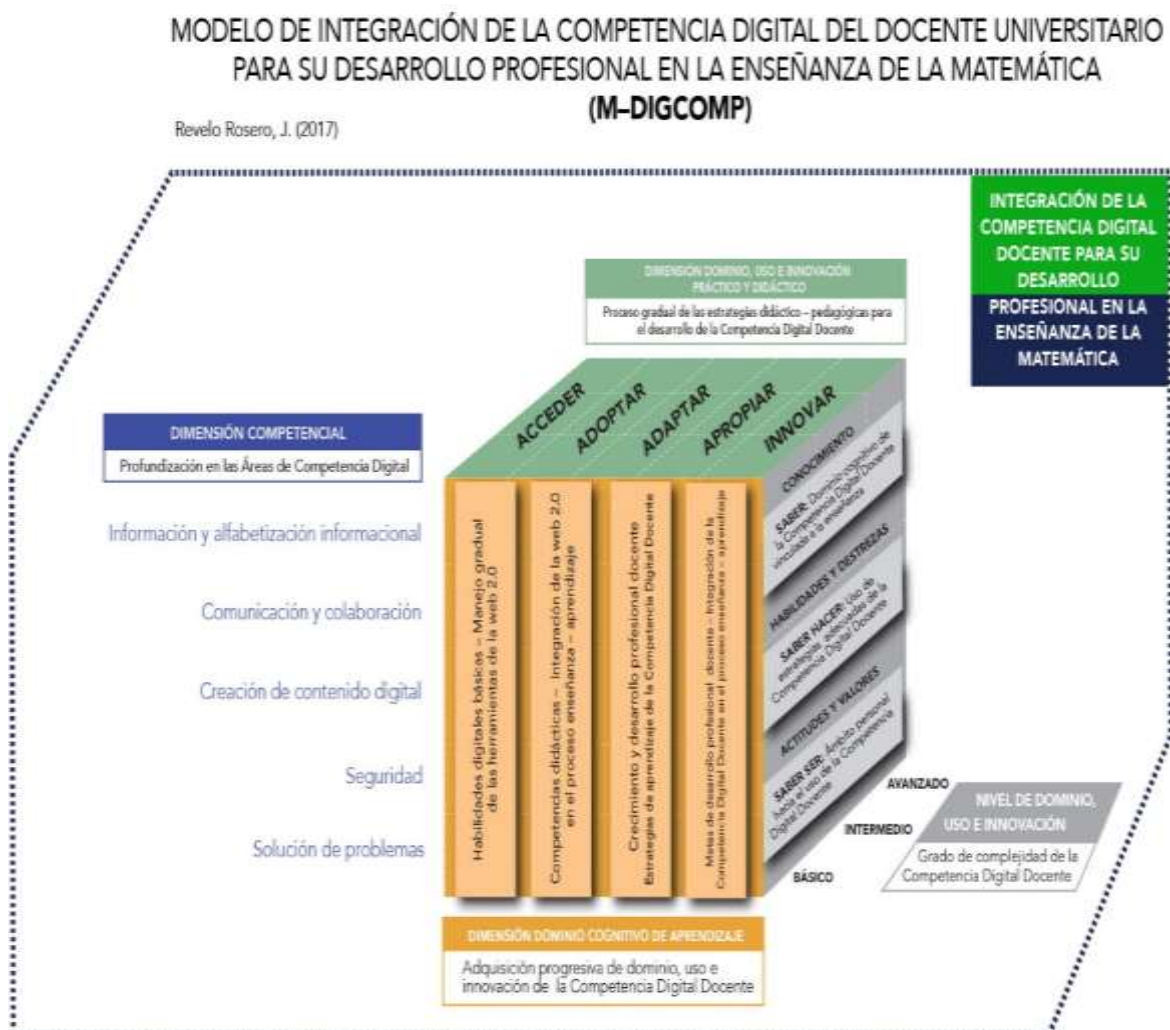 MODELO DE INTEGRACIÓN DE LA COMPETENCIA DIGITAL DEL DOCENTE UNIVERSITARIO
PARA SU DESARROLLO PROFESIONAL EN LA ENSEÑANZA DE LA MATEMÁTICA
(M–DIGCOMP)
Revelo Rosero, J. (2017)
INTEGRACIÓN DE LA
COMPETENCIA DIGITAL
DOCENTE PARA SU
DESARROLLO
PROFESIONAL EN LA
ENSEÑANZA DE LA
MATEMÁTICA
DIMENSIÓN DOMINIO, USO E INNOVACIÓN
PRÁCTICO Y DIDÁCTICO
Proceso gradual de las estrategias didáctico – pedagógicas para
el desarrollo de la Competencia Digital Docente
DIMENSIÓN COMPETENCIAL
Profundización en las Áreas de Competencia Digital
Información y alfabetización informacional
Comunicación y colaboración
Creación de contenido digital
Seguridad
Solución de problemas
ACCEDER
ADOPTAR
ADAPTAR
APROPIAR
INNOVAR
Habilidades digitales básicas – Manejo gradual
de las herramientas de la web 2.0
Competencias didácticas – Integración de la web 2.0
en el proceso enseñanza – aprendizaje
Crecimiento y desarrollo profesional docente
Estrategias de aprendizaje de la Competencia Digital Docente
Metas de desarrollo profesional docente – Integración de la
Competencia Digital Docente en el proceso enseñanza – aprendizaje
CONOCIMIENTO
SABER: Dominio cognitivo de
la Competencia Digital Docente
vinculada a la enseñanza
HABILIDADES Y DESTREZAS
SABER HACER: Uso de
estrategias adecuadas de la
Competencia Digital Docente
ACTITUDES Y VALORES
SABER SER: Ámbito personal
hacia el uso de la Competencia
Digital Docente
AVANZADO
INTERMEDIO
BÁSICO
NIVEL DE DOMINIO,
USO E INNOVACIÓN
Grado de complejidad de la
Competencia Digital Docente
DIMENSIÓN DOMINIO COGNITIVO DE APRENDIZAJE
Adquisición progresiva de dominio, uso e
innovación de la Competencia Digital Docente